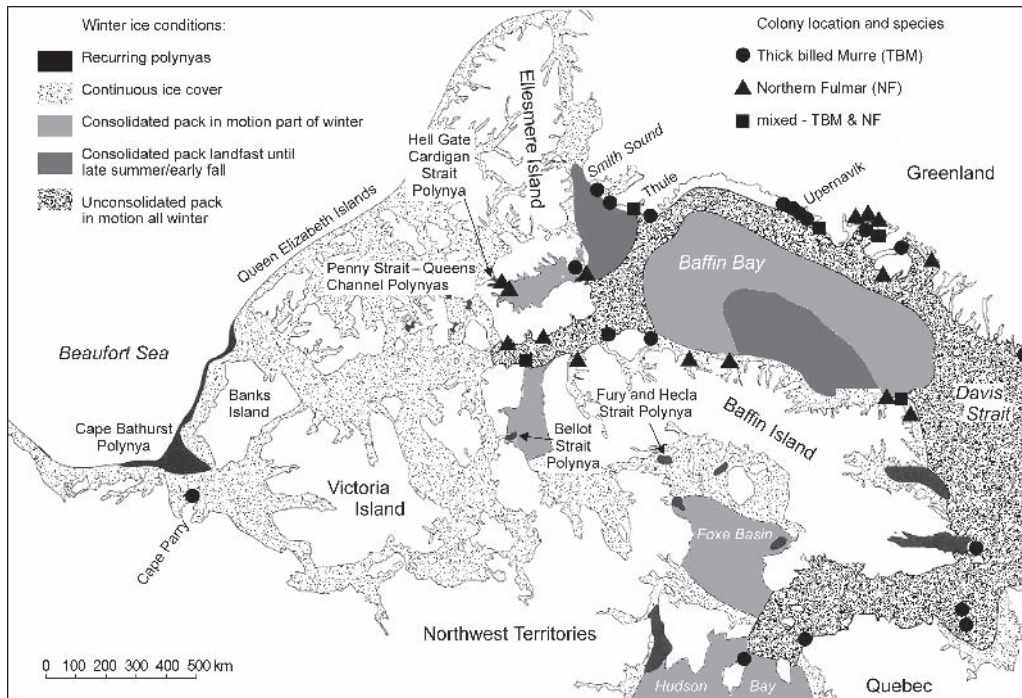 Winter ice conditions:
Recurring polynyas
Continuous ice cover
Consolidated pack in motion part of winter
Consolidated pack landfast until
late summer/early fall
Unconsolidated pack
in motion all winter
Colony location and species
Thick billed Murre (TBM)
Northern Fulmar (NF)
mixed - TBM & NF
Ellesmere Island
Hell Gate
Cardigan
Strait
Polynya
Smith Sound
Thule
Upernavik
Greenland
Queen Elizabeth Islands
Penny Strait – Queens
Channel Polynyas
Baffin Bay
Beaufort Sea
Banks
Island
Cape Bathurst
Polynya
Fury and Hecla
Strait Polynya
Bellot
Strait
Polynya
Baffin Island
Davis
Strait
Victoria
Island
Cape Parry
Foxe Basin
Northwest Territories
Hudson Bay
Quebec
0 100 200 300 400 500 km